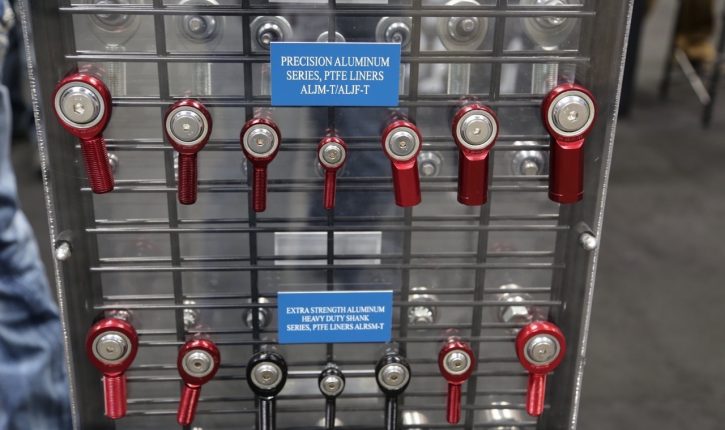 PRECISION ALUMINUM
SERIES, PTFE LINERS
ALJM-T/ALJF-T
EXTRA STRENGTH ALUMINUM
HEAVY DUTY SHANK
SERIES, PTFE LINERS ALRSM-T